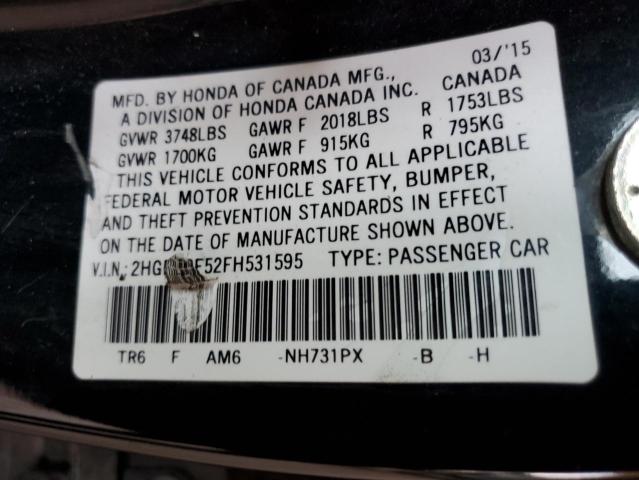 03/'15
MFD. BY HONDA OF CANADA MFG., CANADA
A DIVISION OF HONDA CANADA INC.
GVWR 3748LBS GAWR F 2018LBS R 1753LBS
GVWR 1700KG GAWR F 915KG R 795KG
THIS VEHICLE CONFORMS TO ALL APPLICABLE
FEDERAL MOTOR VEHICLE SAFETY, BUMPER,
AND THEFT PREVENTION STANDARDS IN EFFECT
ON THE DATE OF MANUFACTURE SHOWN ABOVE.
V.I.N.: TYPE: PASSENGER CAR
TR6 F AM6 -NH731PX -B -H